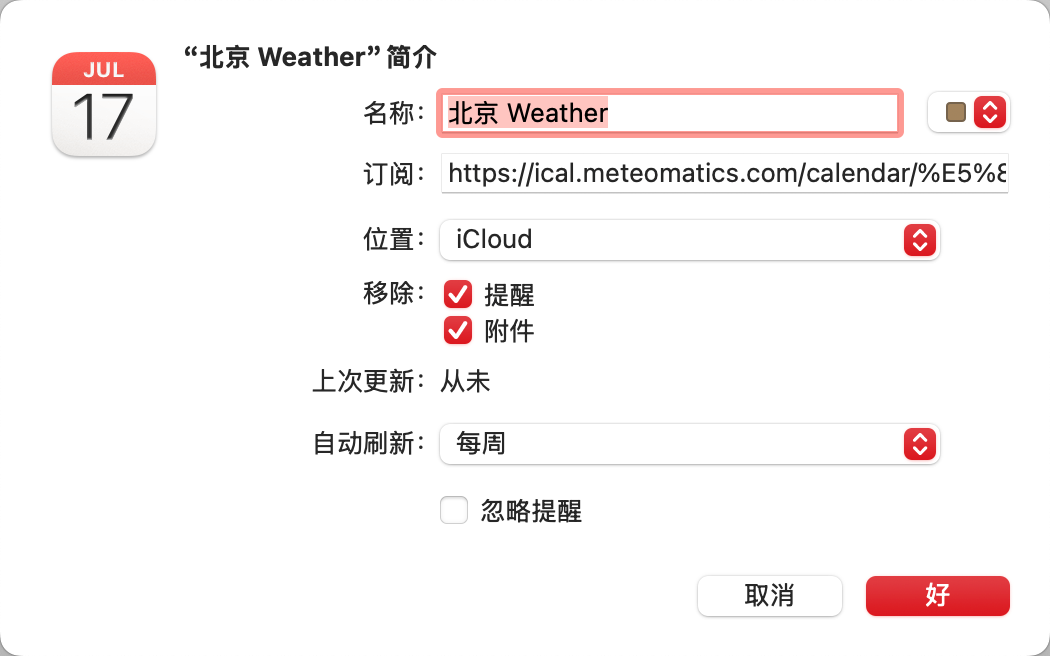 JUL
17
“北京 Weather” 简介
名称： 北京 Weather
订阅： https://ical.meteomatics.com/calendar/%E5%8
位置： iCloud
移除： 提醒
附件
上次更新： 从未
自动刷新： 每周
忽略提醒
取消 好